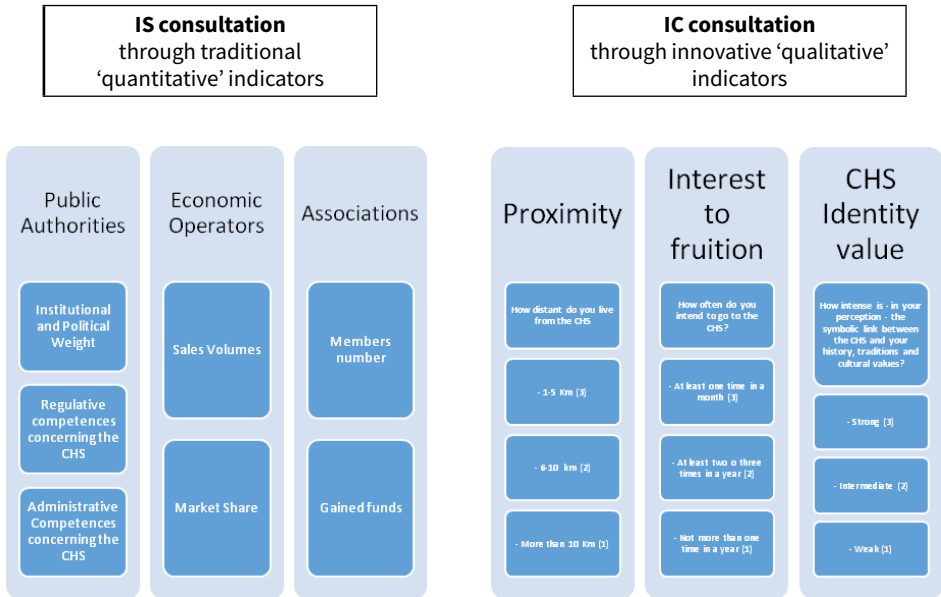 IS consultation
through traditional
‘quantitative’ indicators
IC consultation
through innovative ‘qualitative’
indicators
Public
Authorities
Institutional
and Political
Weight
Regulative
competences
concerning the
CHS
Administrative
Competences
concerning the
CHS
Economic
Operators
Sales Volumes
Market Share
Associations
Members
number
Gained funds
Proximity
How distant do you live
from the CHS
- 1-5 Km (3)
- 6-10 km (2)
- More than 10 Km (1)
Interest
to
fruition
How often do you
intend to go to the
CHS?
- At least one time in a
month (3)
- At least two o three
times in a year (2)
- Not more than one
time in a year (1)
CHS
Identity
value
How intense is - in your
perception - the
symbolic link between
the CHS and your
history, traditions and
cultural values?
- Strong (3)
- Intermediate (2)
- Weak (1)